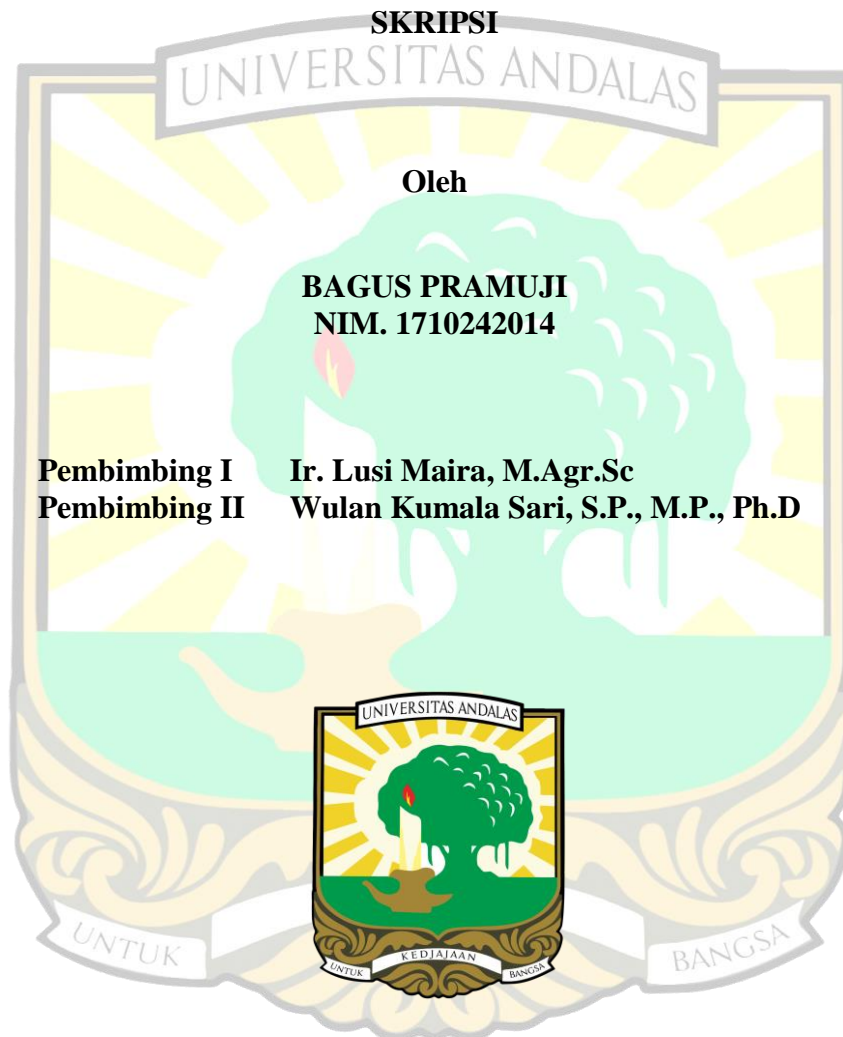 SKRIPSI
UNIVERSITAS ANDALAS
Oleh
BAGUS PRAMUJI
NIM. 1710242014
Pembimbing I Ir. Lusi Maira, M.Agr.Sc
Pembimbing II Wulan Kumala Sari, S.P., M.P., Ph.D
UNIVERSITAS ANDALAS
UNTUK KEDJAJAAN BANGSA
UNTUK BANGSA